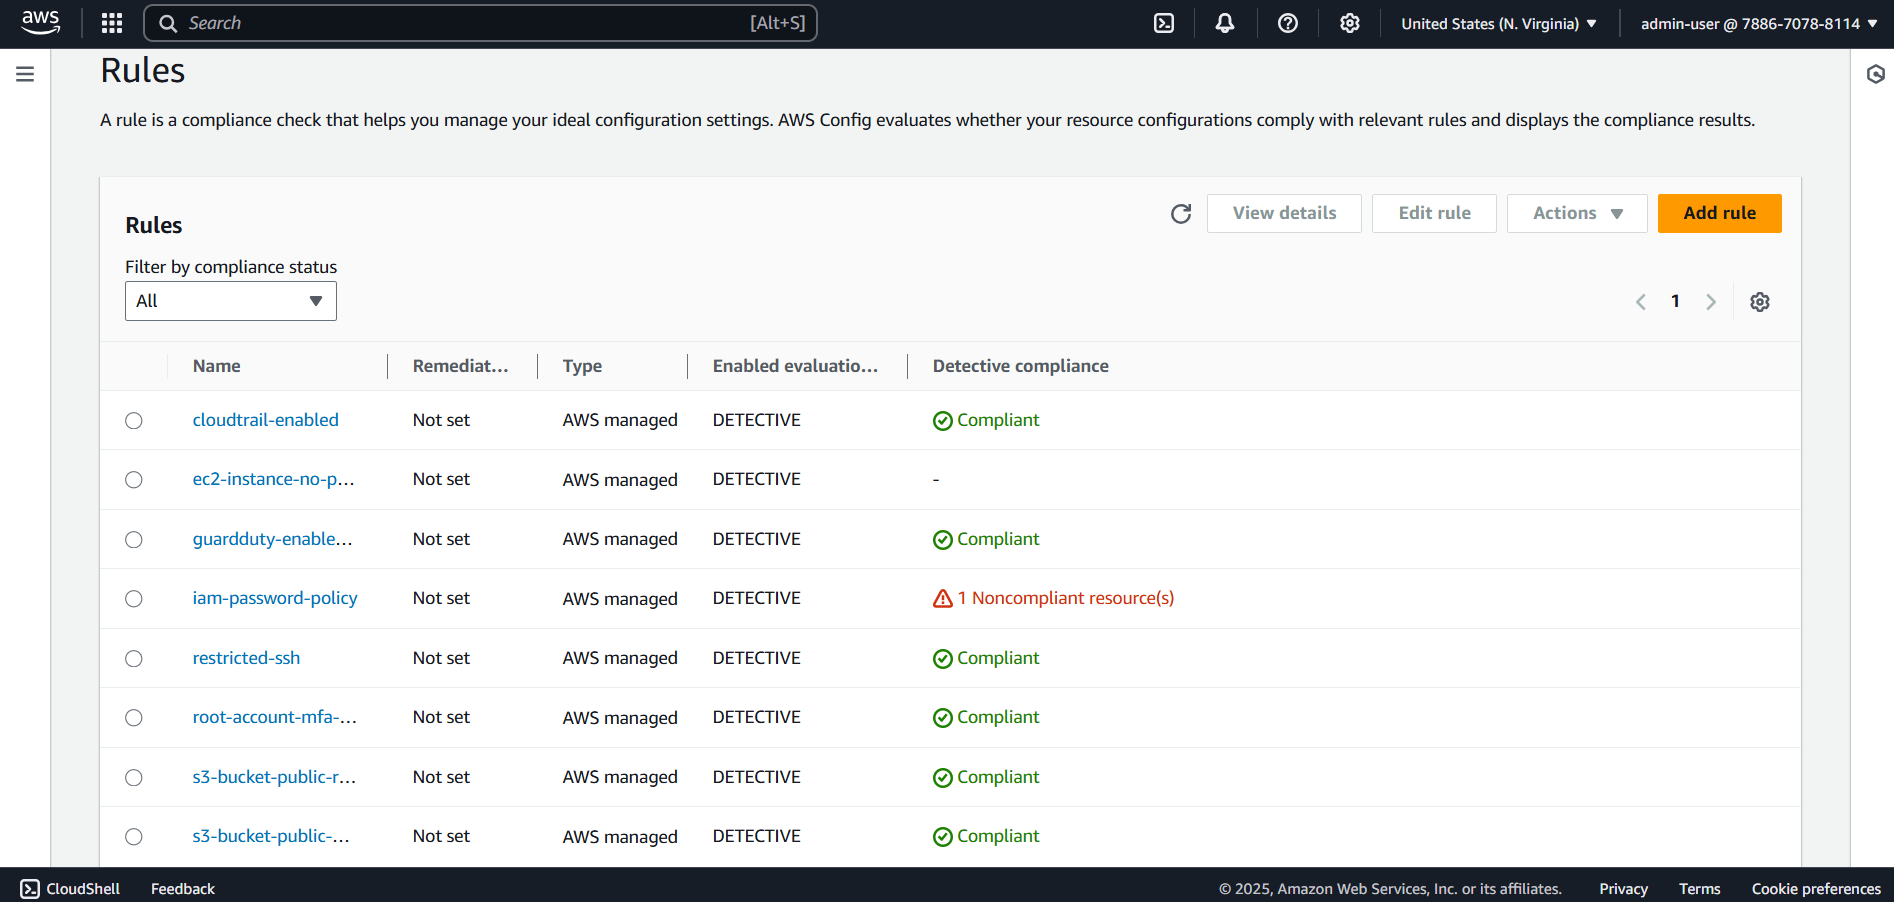 aws Search [Alt+S] United States (N. Virginia) admin-user @ 7886-7078-8114
Rules
A rule is a compliance check that helps you manage your ideal configuration settings. AWS Config evaluates whether your resource configurations comply with relevant rules and displays the compliance results.
Rules View details Edit rule Actions Add rule
Filter by compliance status
All 1
Name Remediat... Type Enabled evaluatio... Detective compliance
cloudtrail-enabled Not set AWS managed DETECTIVE Compliant
ec2-instance-no-p... Not set AWS managed DETECTIVE -
guardduty-enable... Not set AWS managed DETECTIVE Compliant
iam-password-policy Not set AWS managed DETECTIVE 1 Noncompliant resource(s)
restricted-ssh Not set AWS managed DETECTIVE Compliant
root-account-mfa-... Not set AWS managed DETECTIVE Compliant
s3-bucket-public-r... Not set AWS managed DETECTIVE Compliant
s3-bucket-public-... Not set AWS managed DETECTIVE Compliant
CloudShell Feedback © 2025, Amazon Web Services, Inc. or its affiliates. Privacy Terms Cookie preferences